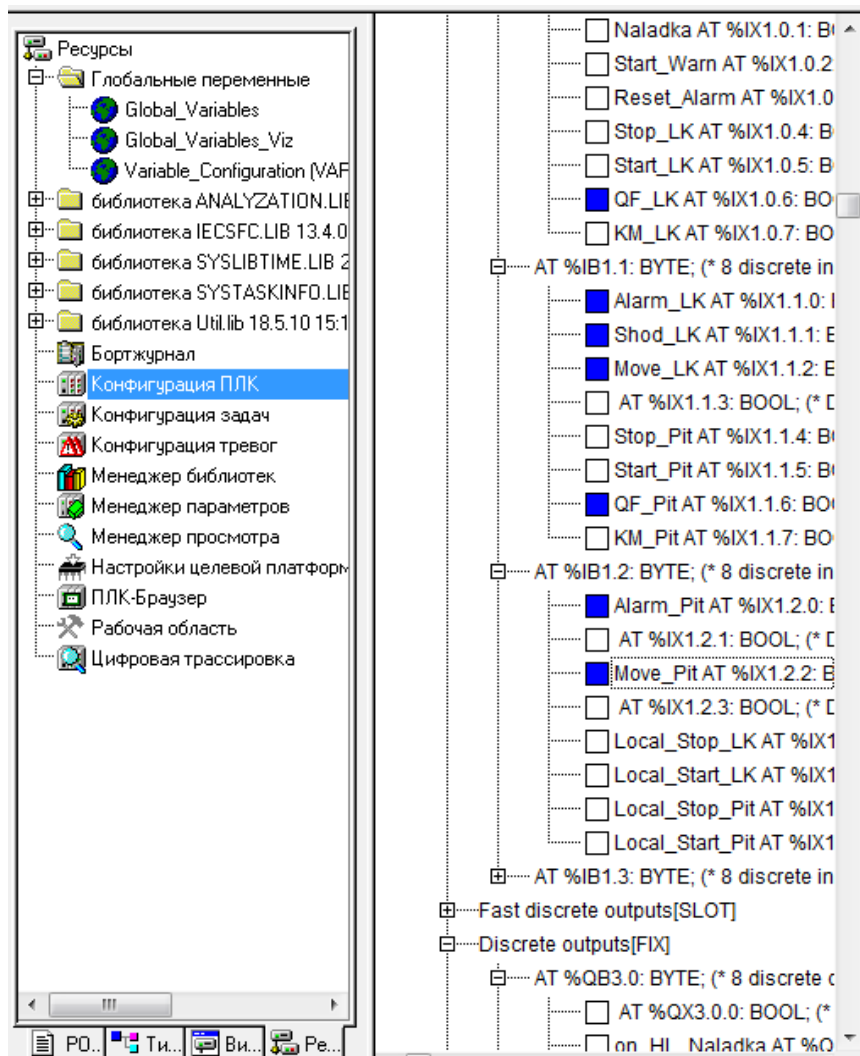 Ресурсы
Глобальные переменные
Global_Variables
Global_Variables_Viz
Variable_Configuration (VAF
библиотека ANALYZATION.LIE
библиотека IECSFC.LIB 13.4.0
библиотека SYSLIBTIME.LIB 2
библиотека SYSTASKINFO.LIE
библиотека Util.lib 18.5.10 15:1
Бортжурнал
Конфигурация ПЛК
Конфигурация задач
Конфигурация тревог
Менеджер библиотек
Менеджер параметров
Менеджер просмотра
Настройки целевой платформ
ПЛК-Браузер
Рабочая область
Цифровая трассировка
PO...
Ти...
Ви...
Ре...
Naladka AT %IX1.0.1: B
Start_Warn AT %IX1.0.2
Reset_Alarm AT %IX1.0
Stop_LK AT %IX1.0.4: B
Start_LK AT %IX1.0.5: B
QF_LK AT %IX1.0.6: BO
KM_LK AT %IX1.0.7: BO
AT %IB1.1: BYTE; (* 8 discrete in
Alarm_LK AT %IX1.1.0:
Shod_LK AT %IX1.1.1: E
Move_LK AT %IX1.1.2: E
AT %IX1.1.3: BOOL; (* D
Stop_Pit AT %IX1.1.4: B
Start_Pit AT %IX1.1.5: B
QF_Pit AT %IX1.1.6: BO
KM_Pit AT %IX1.1.7: BO
AT %IB1.2: BYTE; (* 8 discrete in
Alarm_Pit AT %IX1.2.0: E
AT %IX1.2.1: BOOL; (* D
Move_Pit AT %IX1.2.2: B
AT %IX1.2.3: BOOL; (* D
Local_Stop_LK AT %IX1
Local_Start_LK AT %IX1
Local_Stop_Pit AT %IX1
Local_Start_Pit AT %IX1
AT %IB1.3: BYTE; (* 8 discrete in
Fast discrete outputs[SLOT]
Discrete outputs[FIX]
AT %QB3.0: BYTE; (* 8 discrete o
AT %QX3.0.0: BOOL; (*
on_HL_Naladka AT %Q